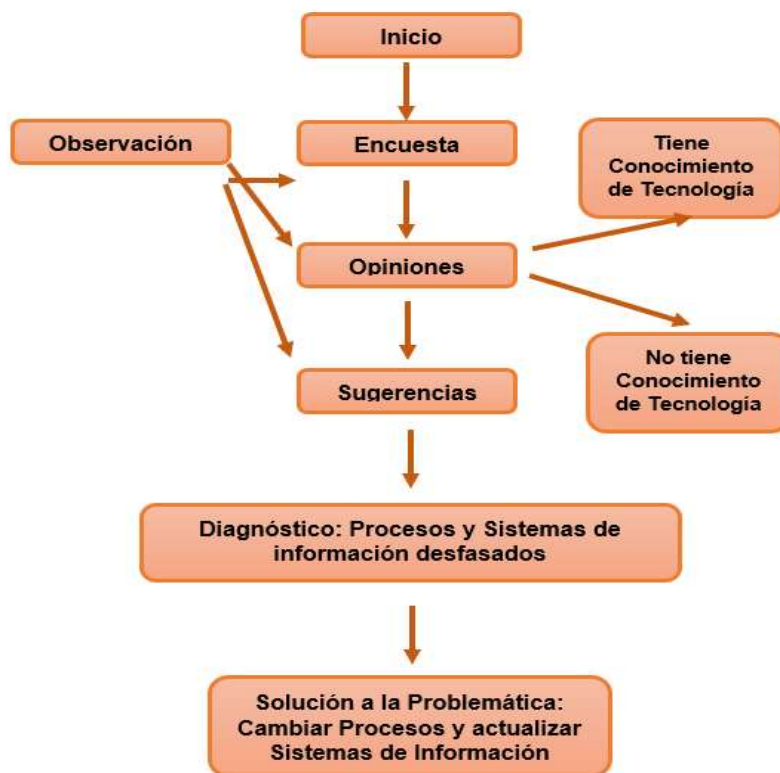 Inicio
Observación
Encuesta
Tiene
Conocimiento
de Tecnología
Opiniones
No tiene
Conocimiento
de Tecnología
Sugerencias
Diagnóstico: Procesos y Sistemas de
información desfasados
Solución a la Problemática:
Cambiar Procesos y actualizar
Sistemas de Información